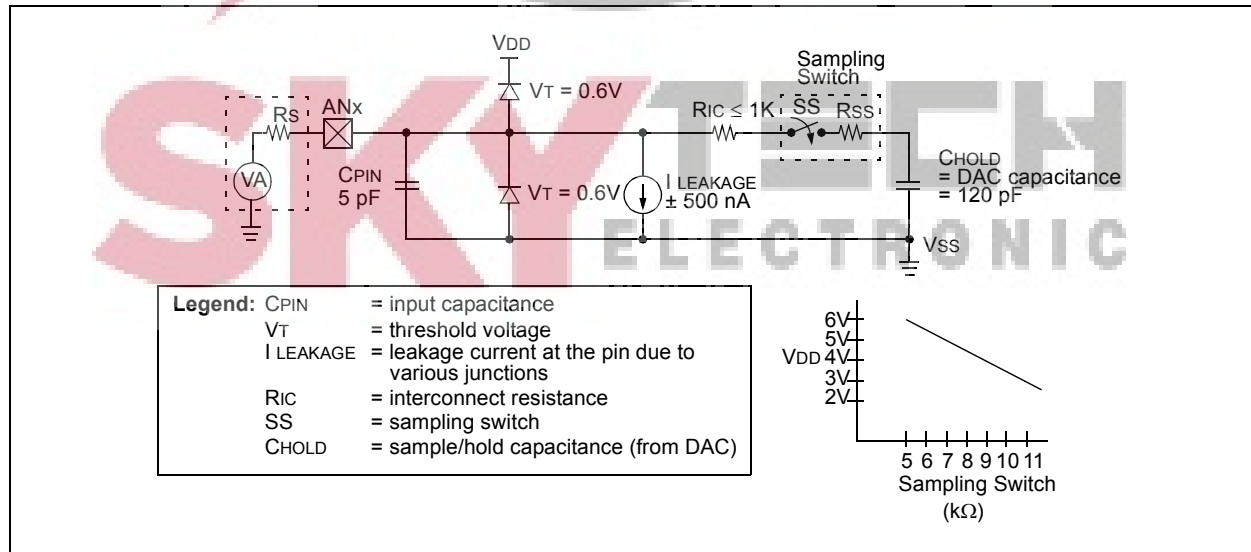 SKYTECH
ELECTRONIC
VDD
Sampling
Switch
VT = 0.6V
RS
ANx
RIC ≤ 1K
SS
RSS
VA
CPIN
5 pF
VT = 0.6V
I LEAKAGE
± 500 nA
CHOLD
= DAC capacitance
= 120 pF
VSS
Legend: CPIN = input capacitance
VT = threshold voltage
I LEAKAGE = leakage current at the pin due to
various junctions
RIC = interconnect resistance
SS = sampling switch
CHOLD = sample/hold capacitance (from DAC)
6V
5V
VDD 4V
3V
2V
5 6 7 8 9 10 11
Sampling Switch
(kΩ)